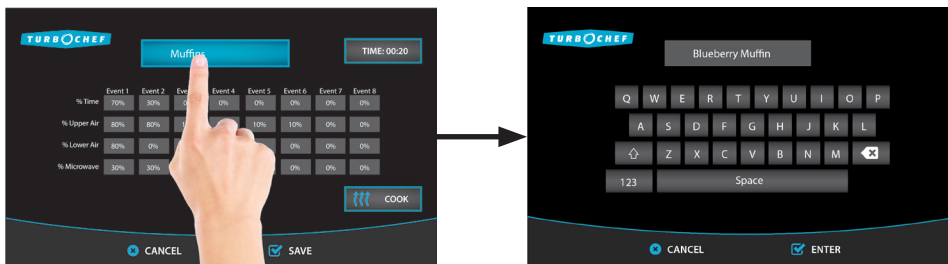 TURBOCHEF
Muffins
TIME: 00:20
Event 1 Event 2 Eve Event 4 Event 5 Event 6 Event 7 Event 8
% Time 70% 30% 0 0% 0% 0% 0% 0%
% Upper Air 80% 80% 1 10% 10% 0% 0%
% Lower Air 80% 0% 0% 0% 0%
% Microwave 30% 30% 0% 0% 0%
COOK
CANCEL SAVE
TURBOCHEF
Blueberry Muffin
Q W E R T Y U I O P
A S D F G H J K L
Z X C V B N M
123 Space
CANCEL ENTER